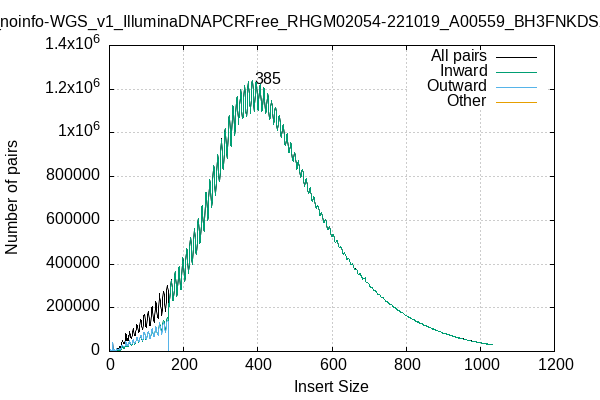 _noinfo-WGS_v1_IlluminaDNAPCRFree_RHGM02054-221019_A00559_BH3FNKDS
1.4x10^6
1.2x10^6
1x10^6
800000
600000
400000
200000
0
Number of pairs
385
All pairs
Inward
Outward
Other
0 200 400 600 800 1000 1200
Insert Size